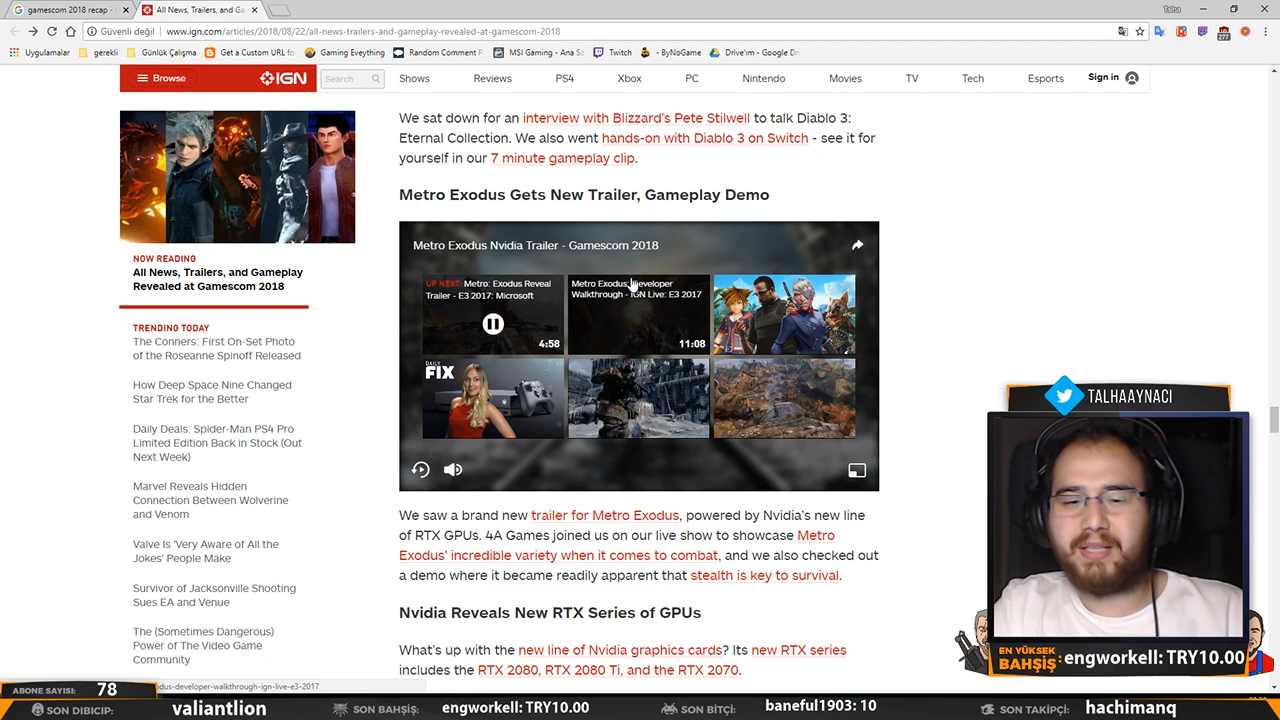 gamescom 2018 recap -
All News, Trailers, and Ga
Talha
Güvenli değil
www.ign.com/articles/2018/08/22/all-news-trailers-and-gameplay-revealed-at-gamescom-2018
277
Uygulamalar
gerekli
Günlük Çalışma
Get a Custom URL fo
Gaming Eveything
Random Comment P
MSI Gaming - Ana Sa
Twitch
- ByNoGame
Drive'ım - Google D
Browse
IGN
Search
Shows
Reviews
PS4
Xbox
PC
Nintendo
Movies
TV
Tech
Esports
Sign in
We sat down for an interview with Blizzard's Pete Stilwell to talk Diablo 3:
Eternal Collection. We also went hands-on with Diablo 3 on Switch - see it for
yourself in our 7 minute gameplay clip.
Metro Exodus Gets New Trailer, Gameplay Demo
NOW READING
All News, Trailers, and Gameplay
Revealed at Gamescom 2018
TRENDING TODAY
The Conners: First On-Set Photo
of the Roseanne Spinoff Released
How Deep Space Nine Changed
Star Trek for the Better
Daily Deals: Spider-Man PS4 Pro
Limited Edition Back in Stock (Out
Next Week)
Marvel Reveals Hidden
Connection Between Wolverine
and Venom
Valve Is 'Very Aware of All the
Jokes' People Make
Survivor of Jacksonville Shooting
Sues EA and Venue
The (Sometimes Dangerous)
Power of The Video Game
Community
Metro Exodus Nvidia Trailer - Gamescom 2018
UP NEXT: Metro: Exodus Reveal
Trailer - E3 2017: Microsoft
4:58
Metro Exodus: Developer
Walkthrough - IGN Live: E3 2017
11:08
DAILY
FIX
We saw a brand new trailer for Metro Exodus, powered by Nvidia's new line
of RTX GPUs. 4A Games joined us on our live show to showcase Metro
Exodus' incredible variety when it comes to combat, and we also checked out
a demo where it became readily apparent that stealth is key to survival.
Nvidia Reveals New RTX Series of GPUs
What's up with the new line of Nvidia graphics cards? Its new RTX series
includes the RTX 2080, RTX 2080 Ti, and the RTX 2070.
TALHAAYNACI
EN YÜKSEK
BAHŞİŞ:
engworkell: TRY10.00
odus-developer-walkthrough-ign-live-e3-2017
ABONE SAYISI:
78
SON DIBICIP:
valiantlion
SON BAHŞİŞ:
engworkell: TRY10.00
SON BİTÇİ:
baneful1903: 10
SON TAKİPÇİ:
hachimanq